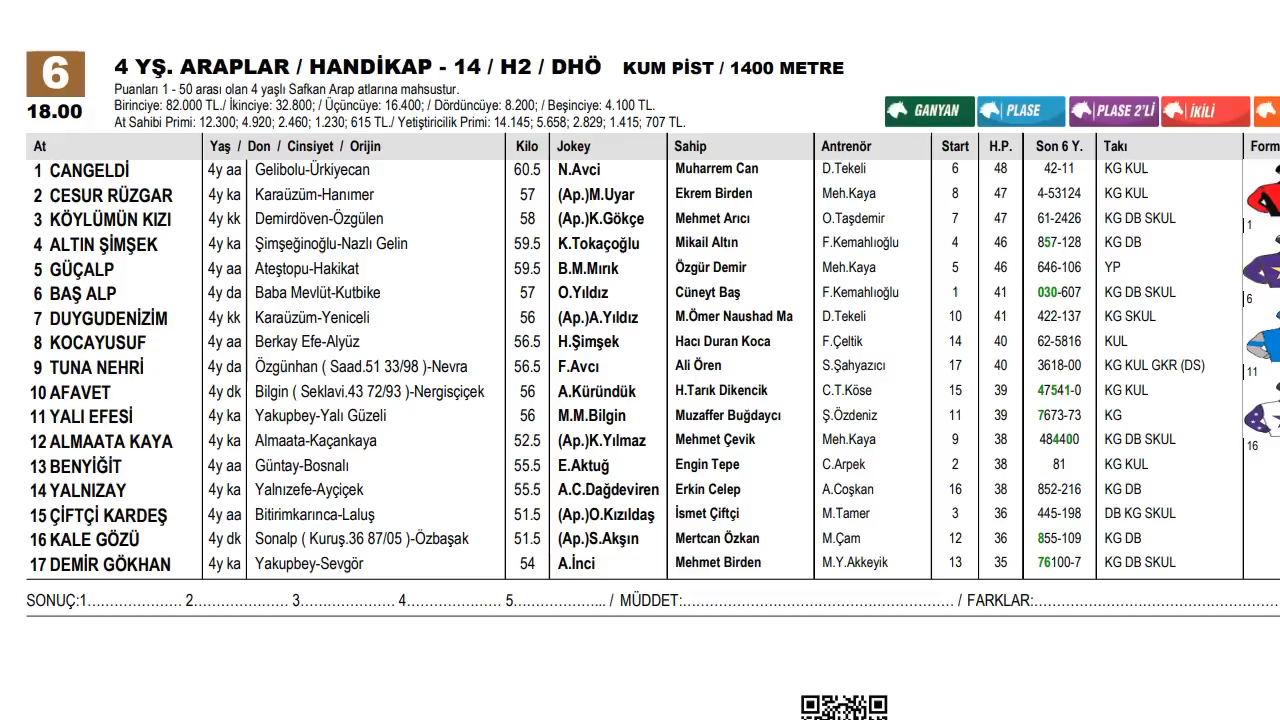 6
18.00
4 YŞ. ARAPLAR / HANDİKAP - 14 / H2 / DHÖ KUM PİST / 1400 METRE
Puanları 1 - 50 arası olan 4 yaşlı Safkan Arap atlarına mahsustur.
Birinciye: 82.000 TL./ İkinciye: 32.800; / Üçüncüye: 16.400; / Dördüncüye: 8.200; / Beşinciye: 4.100 TL.
At Sahibi Primi: 12.300; 4.920; 2.460; 1.230; 615 TL./ Yetiştiricilik Primi: 14.145; 5.658; 2.829; 1.415; 707 TL.
GANYAN PLASE PLASE 2'Lİ İKİLİ
At Yaş / Don / Cinsiyet / Orijin Kilo Jokey Sahip Antrenör Start H.P. Son 6 Y. Takı Form
1 CANGELDİ 4y aa Gelibolu-Ürkiyecan 60.5 N.Avci Muharrem Can D.Tekeli 6 48 42-11 KG KUL
2 CESUR RÜZGAR 4y ka Karaüzüm-Hanımer 57 (Ap.)M.Uyar Ekrem Birden Meh.Kaya 8 47 4-53124 KG KUL
3 KÖYLÜMÜN KIZI 4y kk Demirdöven-Özgülen 58 (Ap.)K.Gökçe Mehmet Arıcı O.Taşdemir 7 47 61-2426 KG DB SKUL
4 ALTIN ŞİMŞEK 4y ka Şimşeğinoğlu-Nazlı Gelin 59.5 K.Tokaçoğlu Mikail Altın F.Kemahlıoğlu 4 46 857-128 KG DB
5 GÜÇALP 4y aa Ateştopu-Hakikat 59.5 B.M.Mırık Özgür Demir Meh.Kaya 5 46 646-106 YP
6 BAŞ ALP 4y da Baba Mevlüt-Kutbike 57 O.Yıldız Cüneyt Baş F.Kemahlıoğlu 1 41 030-607 KG DB SKUL
7 DUYGUDENİZİM 4y kk Karaüzüm-Yeniceli 56 (Ap.)A.Yıldız M.Ömer Naushad Ma D.Tekeli 10 41 422-137 KG SKUL
8 KOCAYUSUF 4y aa Berkay Efe-Alyüz 56.5 H.Şimşek Hacı Duran Koca F.Çeltik 14 40 62-5816 KUL
9 TUNA NEHRİ 4y da Özgünhan ( Saad.51 33/98 )-Nevra 56.5 F.Avcı Ali Ören S.Şahyazıcı 17 40 3618-00 KG KUL GKR (DS)
10 AFAVET 4y dk Bilgin ( Seklavi.43 72/93 )-Nergisçiçek 56 A.Küründük H.Tarık Dikencik C.T.Köse 15 39 47541-0 KG KUL
11 YALI EFESİ 4y ka Yakupbey-Yalı Güzeli 56 M.M.Bilgin Muzaffer Buğdaycı Ş.Özdeniz 11 39 7673-73 KG
12 ALMAATA KAYA 4y ka Almaata-Kaçankaya 52.5 (Ap.)K.Yılmaz Mehmet Çevik Meh.Kaya 9 38 484400 KG DB SKUL
13 BENYİĞİT 4y aa Güntay-Bosnalı 55.5 E.Aktuğ Engin Tepe C.Arpek 2 38 81 KG KUL
14 YALNIZAY 4y ka Yalnızefe-Ayçiçek 55.5 A.C.Dağdeviren Erkin Celep A.Coşkan 16 38 852-216 KG DB
15 ÇİFTÇİ KARDEŞ 4y aa Bitirimkarınca-Laluş 51.5 (Ap.)O.Kızıldaş İsmet Çiftçi M.Tamer 3 36 445-198 DB KG SKUL
16 KALE GÖZÜ 4y dk Sonalp ( Kuruş.36 87/05 )-Özbaşak 51.5 (Ap.)S.Akşın Mertcan Özkan M.Çam 12 36 855-109 KG DB
17 DEMİR GÖKHAN 4y ka Yakupbey-Sevgör 54 A.İnci Mehmet Birden M.Y.Akkeyik 13 35 76100-7 KG DB SKUL
1
6
11
16
SONUÇ:1..................... 2..................... 3..................... 4..................... 5..................... / MÜDDET:............................................................ / FARKLAR:............................................................